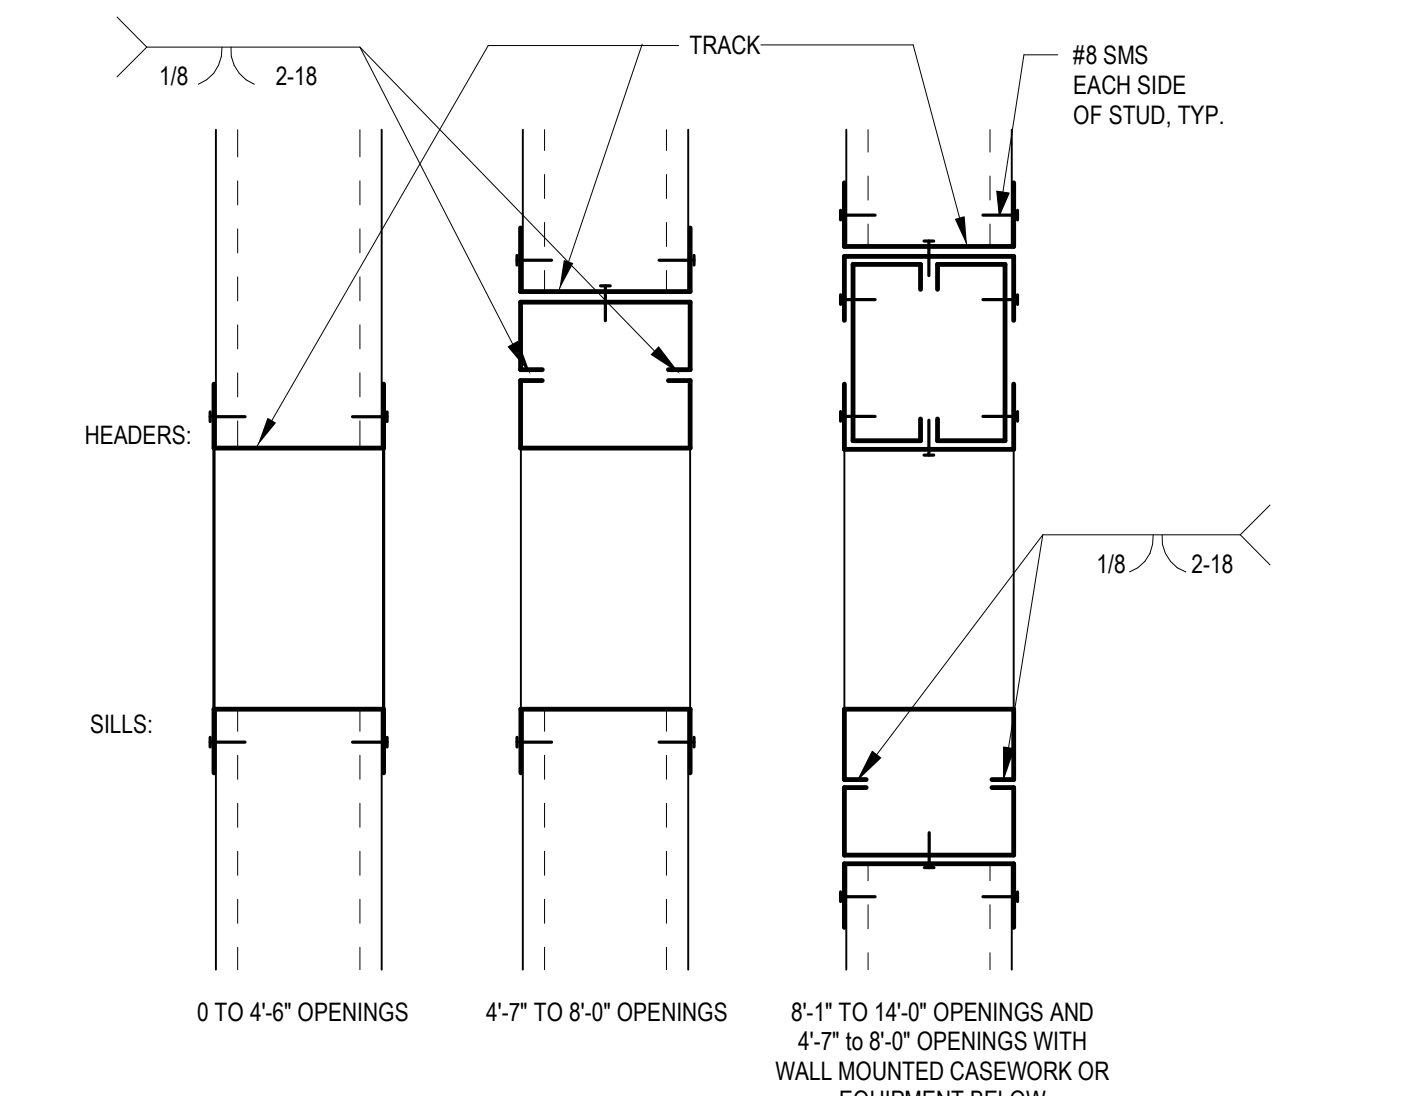 TRACK
#8 SMS
EACH SIDE
OF STUD, TYP.
1/8 2-18
HEADERS:
1/8 2-18
SILLS:
0 TO 4'-6" OPENINGS
4'-7" TO 8'-0" OPENINGS
8'-1" TO 14'-0" OPENINGS AND
4'-7" to 8'-0" OPENINGS WITH
WALL MOUNTED CASEWORK OR
EQUIPMENT BELOW